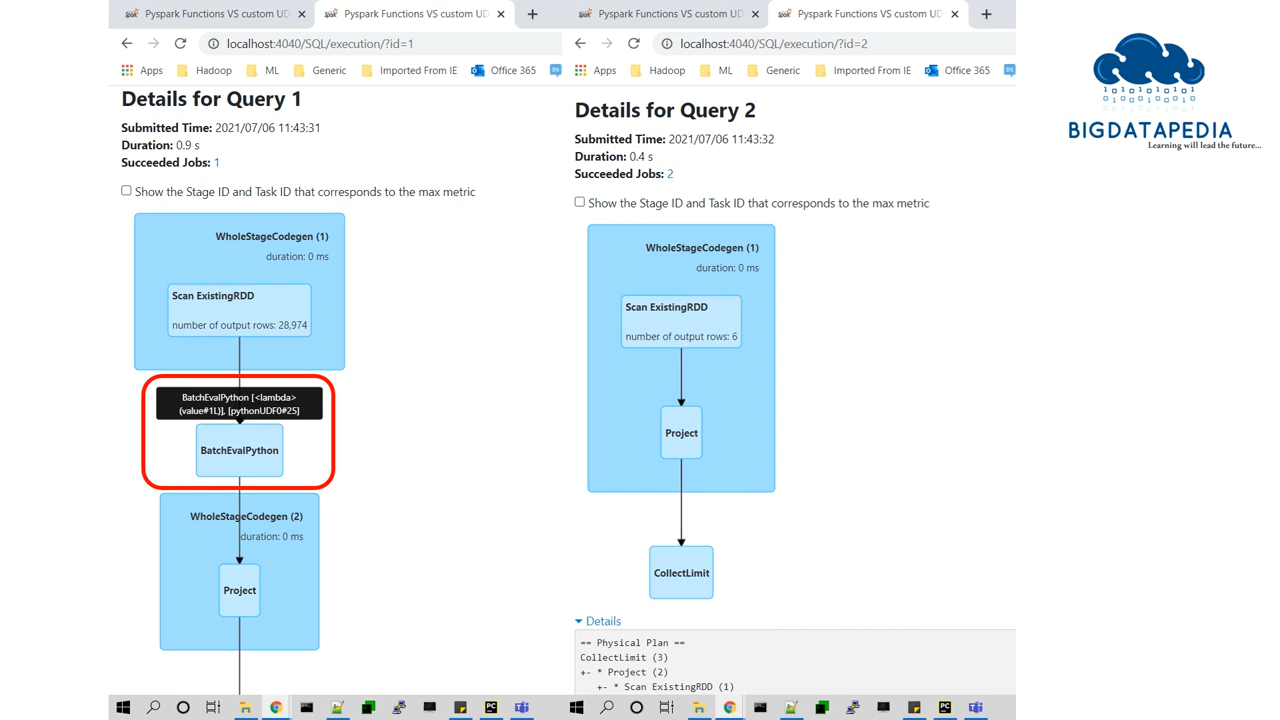 Pyspark Functions VS custom UD
Pyspark Functions VS custom UD
localhost:4040/SQL/execution/?id=1
Apps
Hadoop
ML
Generic
Imported From IE
Office 365
Details for Query 1
Submitted Time: 2021/07/06 11:43:31
Duration: 0.9 s
Succeeded Jobs: 1
Show the Stage ID and Task ID that corresponds to the max metric
WholeStageCodegen (1)
duration: 0 ms
Scan ExistingRDD
number of output rows: 28,974
BatchEvalPython [<lambda>
(value#1L)], [pythonUDF0#25]
BatchEvalPython
WholeStageCodegen (2)
duration: 0 ms
Project
Pyspark Functions VS custom UD
Pyspark Functions VS custom UD
localhost:4040/SQL/execution/?id=2
Apps
Hadoop
ML
Generic
Imported From IE
Office 365
Details for Query 2
Submitted Time: 2021/07/06 11:43:32
Duration: 0.4 s
Succeeded Jobs: 2
Show the Stage ID and Task ID that corresponds to the max metric
WholeStageCodegen (1)
duration: 0 ms
Scan ExistingRDD
number of output rows: 6
Project
CollectLimit
Details
== Physical Plan ==
CollectLimit (3)
+- * Project (2)
+- * Scan ExistingRDD (1)
BIGDATAPEDIA
Learning will lead the future...